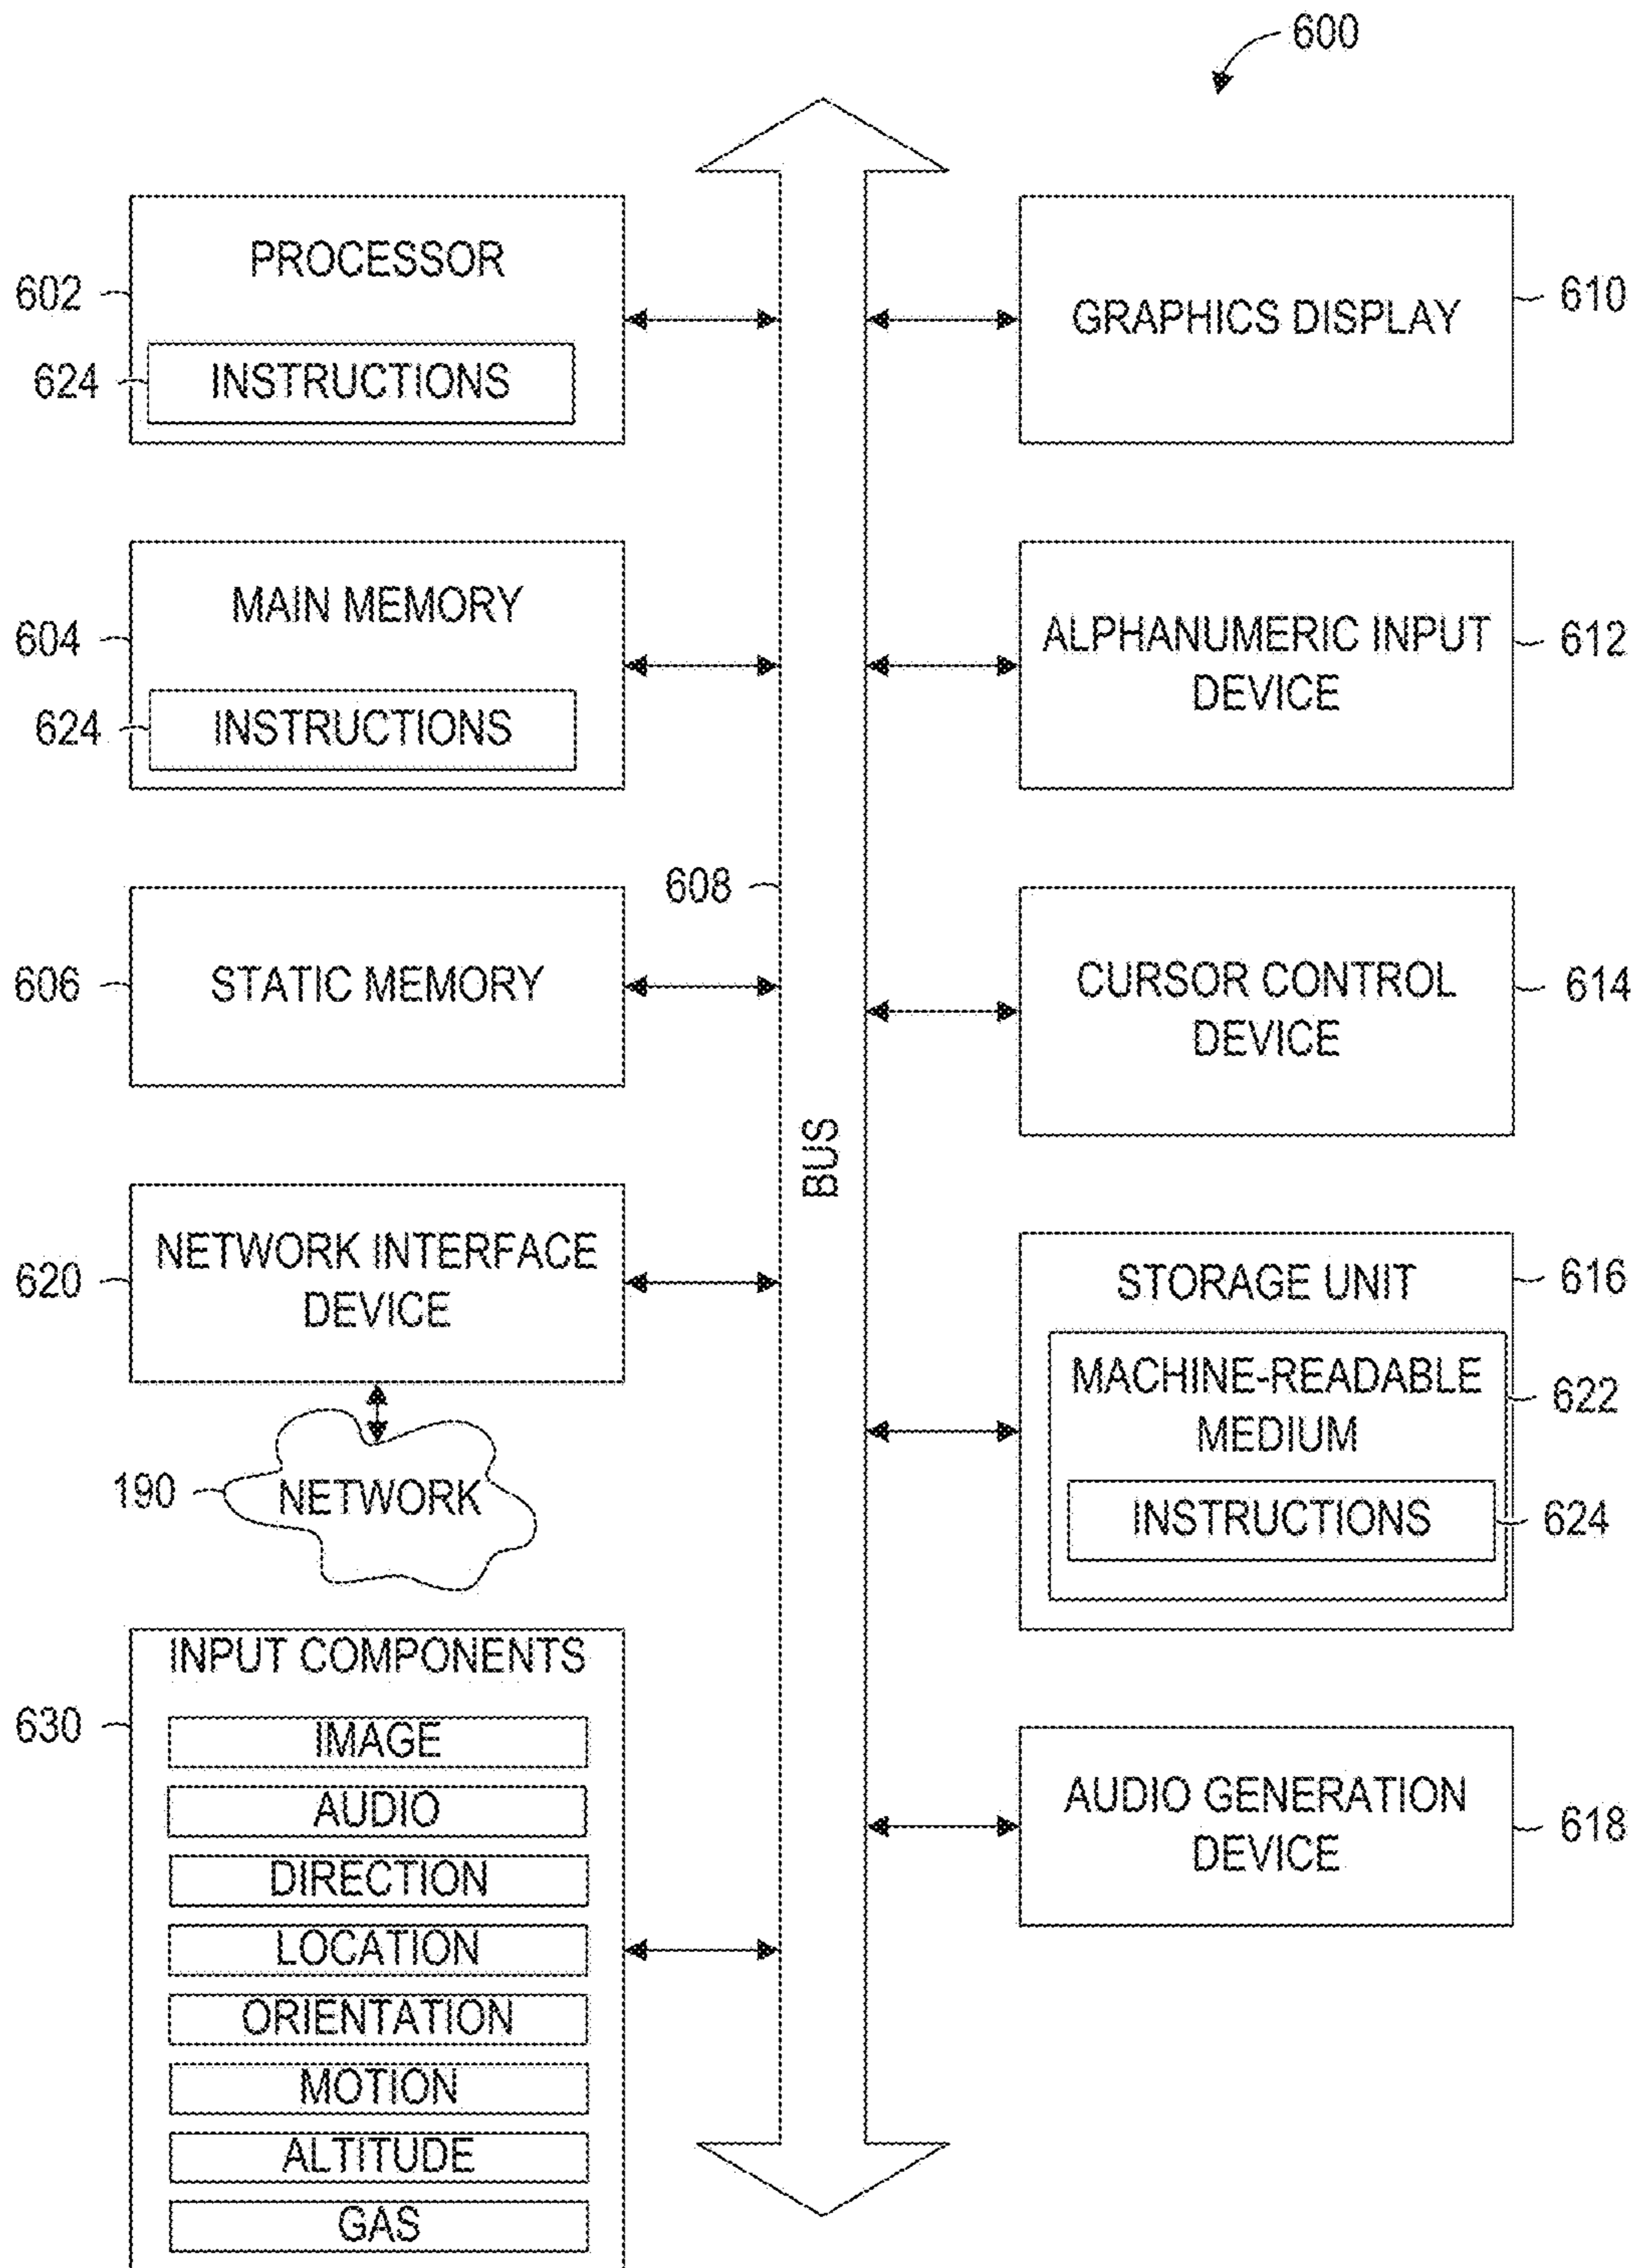 600
PROCESSOR
602
624
INSTRUCTIONS
MAIN MEMORY
604
624
INSTRUCTIONS
606
STATIC MEMORY
620
NETWORK INTERFACE
DEVICE
190
NETWORK
INPUT COMPONENTS
630
IMAGE
AUDIO
DIRECTION
LOCATION
ORIENTATION
MOTION
ALTITUDE
GAS
608
BUS
GRAPHICS DISPLAY
610
ALPHANUMERIC INPUT
DEVICE
612
CURSOR CONTROL
DEVICE
614
STORAGE UNIT
616
MACHINE-READABLE
MEDIUM
622
INSTRUCTIONS
624
AUDIO GENERATION
DEVICE
618